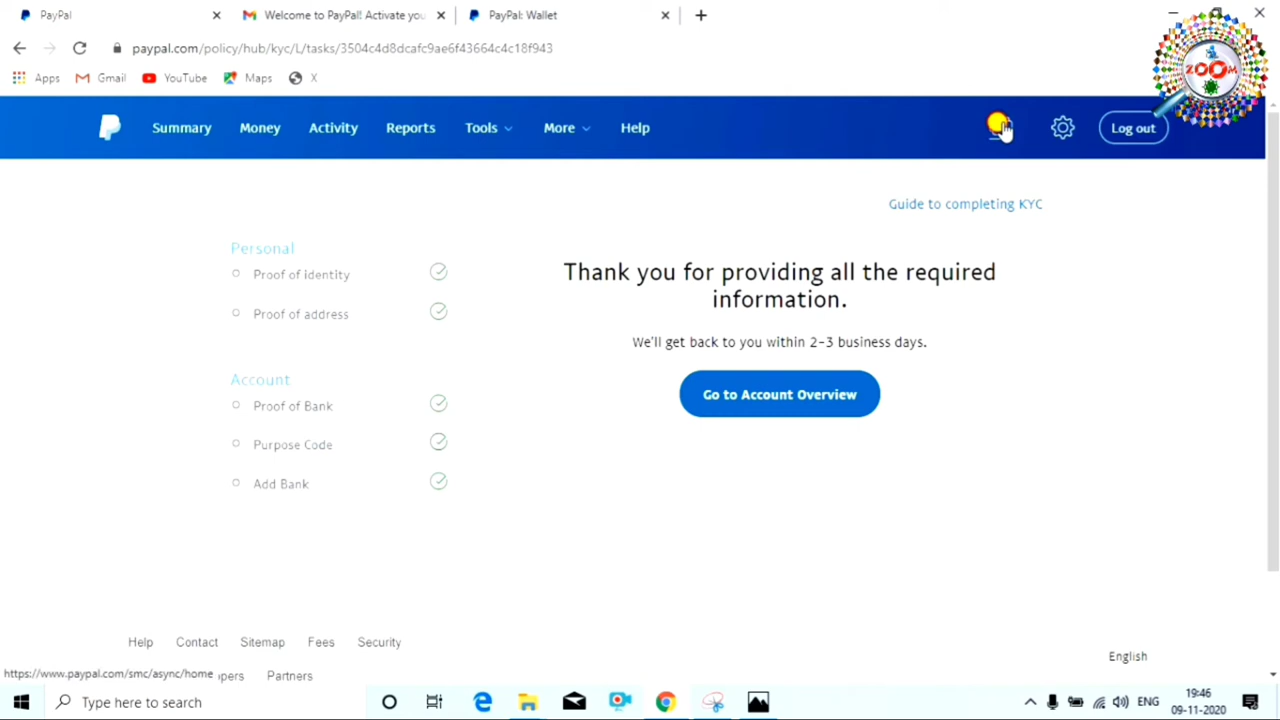 PayPal
Welcome to PayPal! Activate you
PayPal: Wallet
paypal.com/policy/hub/kyc/L/tasks/3504c4d8dcafc9ae6f43664c4c18f943
Apps
Gmail
YouTube
Maps
X
ZOOM
Summary
Money
Activity
Reports
Tools
More
Help
Log out
Guide to completing KYC
Personal
Proof of identity
Proof of address
Account
Proof of Bank
Purpose Code
Add Bank
Thank you for providing all the required
information.
We'll get back to you within 2-3 business days.
Go to Account Overview
Help
Contact
Sitemap
Fees
Security
English
https://www.paypal.com/smc/async/home
opers
Partners
Type here to search
ENG
19:46
09-11-2020